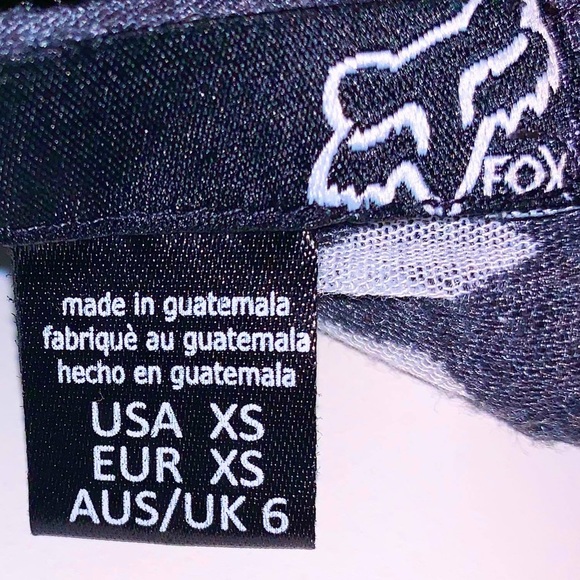 FOX
made in guatemala
fabriquè au guatemala
hecho en guatemala
USA XS
EUR XS
AUS/UK 6